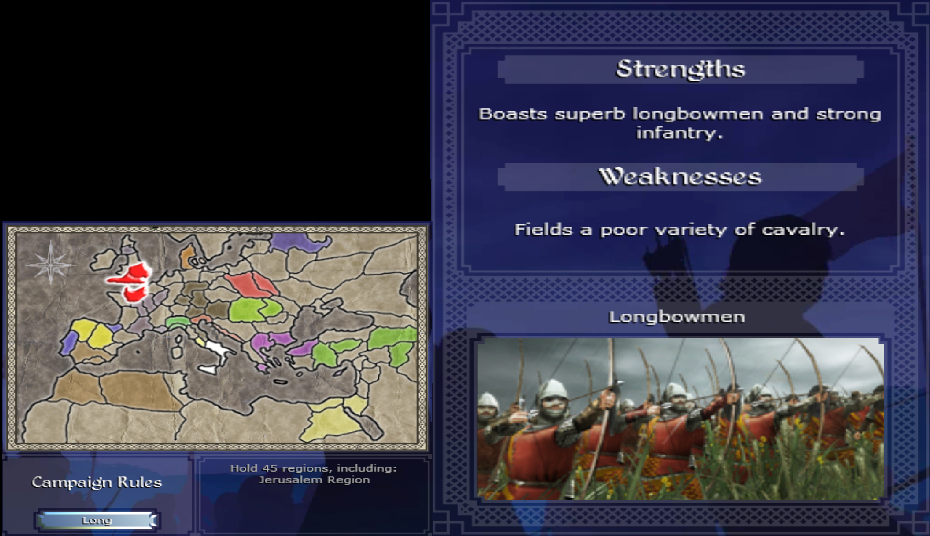 Strengths
Boasts superb longbowmen and strong
infantry.
Weaknesses
Fields a poor variety of cavalry.
Longbowmen
Campaign Rules
Long
Hold 45 regions, including:
Jerusalem Region